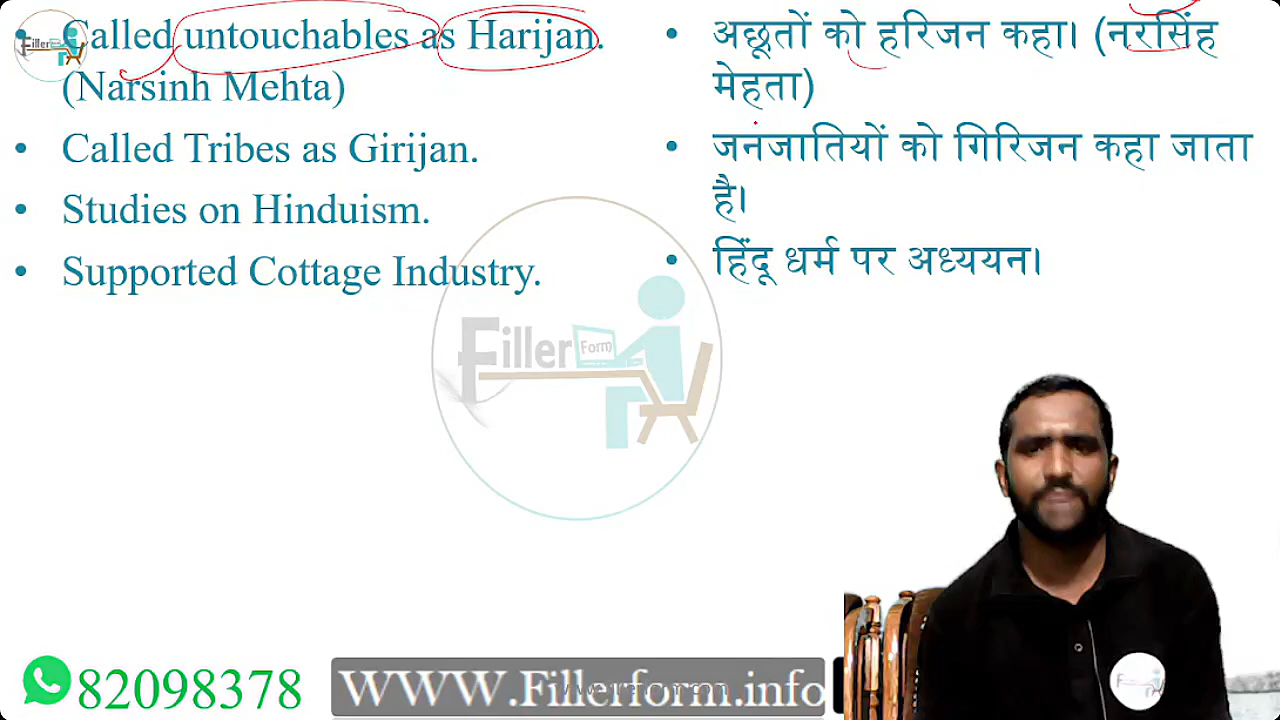 • Called untouchables as Harijan.
(Narsinh Mehta)
• Called Tribes as Girijan.
• Studies on Hinduism.
• Supported Cottage Industry.
• अछूतों को हरिजन कहा। (नरसिंह
मेहता)
• जनजातियों को गिरिजन कहा जाता
है।
• हिंदू धर्म पर अध्ययन।
Filler Form
82098378
WWW.Fillerform.info